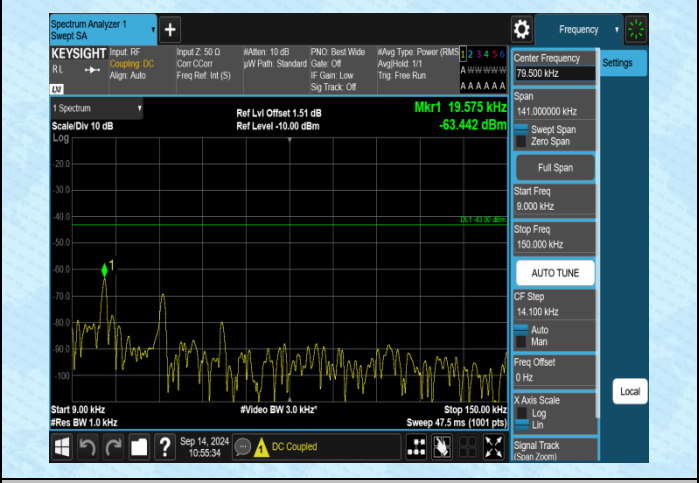 Spectrum Analyzer 1
Swept SA
Frequency
KEYSIGHT
RL
LXI
Input: RF
Coupling: DC
Align: Auto
Input Z: 50 Ω
Corr CCorr
Freq Ref: Int (S)
#Atten: 10 dB
µW Path: Standard
PNO: Best Wide
Gate: Off
IF Gain: Low
Sig Track: Off
#Avg Type: Power (RMS
Avg|Hold: 1/1
Trig: Free Run
1 2 3 4 5 6
A W W W W W
A A A A A A
1 Spectrum
Scale/Div 10 dB
Log
Ref Lvl Offset 1.51 dB
Ref Level -10.00 dBm
Mkr1 19.575 kHz
-63.442 dBm
-20.0
-30.0
-40.0
DL1 -43.00 dBm
-50.0
-60.0
1
-70.0
-80.0
-90.0
-100
Start 9.00 kHz
#Res BW 1.0 kHz
#Video BW 3.0 kHz*
Stop 150.00 kHz
Sweep 47.5 ms (1001 pts)
Sep 14, 2024
10:55:34
DC Coupled
Center Frequency
79.500 kHz
Settings
Span
141.000000 kHz
Swept Span
Zero Span
Full Span
Start Freq
9.000 kHz
Stop Freq
150.000 kHz
AUTO TUNE
CF Step
14.100 kHz
Auto
Man
Freq Offset
0 Hz
X Axis Scale
Log
Lin
Local
Signal Track
(Span Zoom)